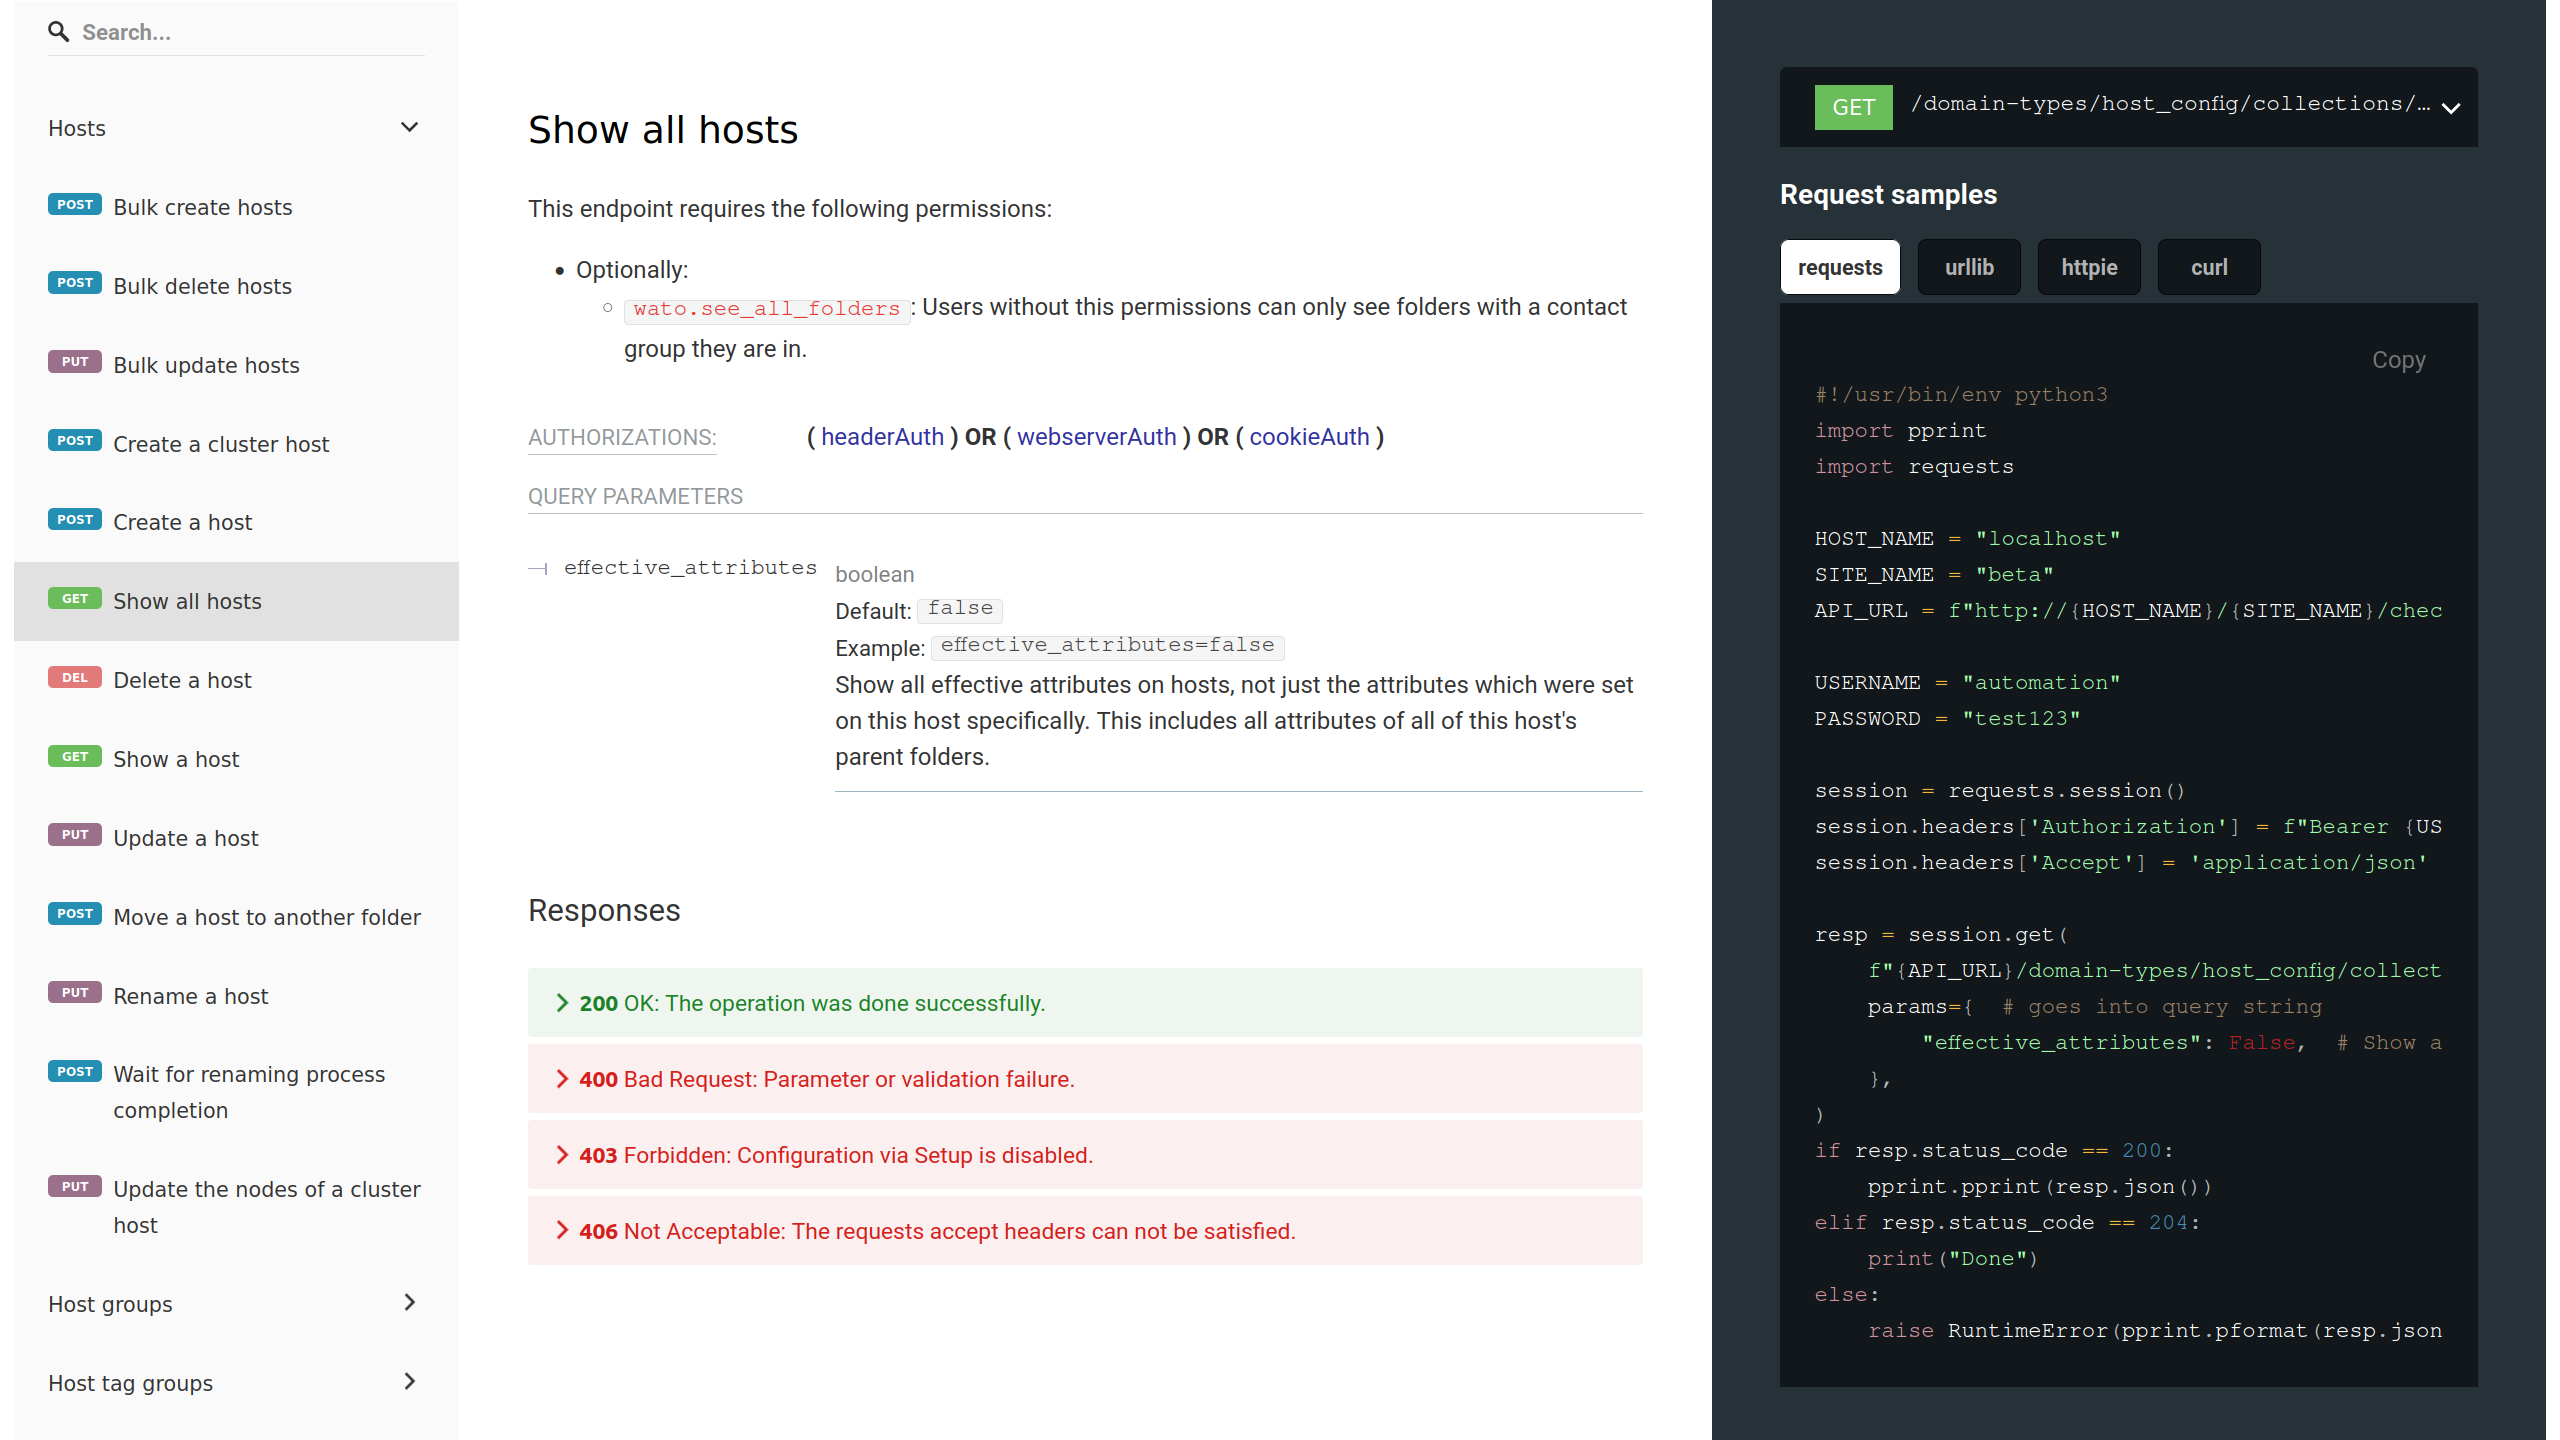 Search...
Hosts
POST Bulk create hosts
POST Bulk delete hosts
PUT Bulk update hosts
POST Create a cluster host
POST Create a host
GET Show all hosts
DEL Delete a host
GET Show a host
PUT Update a host
POST Move a host to another folder
PUT Rename a host
POST Wait for renaming process
completion
PUT Update the nodes of a cluster
host
Host groups
Host tag groups
Show all hosts
This endpoint requires the following permissions:
• Optionally:
wato.see_all_folders: Users without this permissions can only see folders with a contact
group they are in.
AUTHORIZATIONS: ( headerAuth ) OR ( webserverAuth ) OR ( cookieAuth )
QUERY PARAMETERS
effective_attributes boolean
Default: false
Example: effective_attributes=false
Show all effective attributes on hosts, not just the attributes which were set
on this host specifically. This includes all attributes of all of this host's
parent folders.
Responses
200 OK: The operation was done successfully.
400 Bad Request: Parameter or validation failure.
403 Forbidden: Configuration via Setup is disabled.
406 Not Acceptable: The requests accept headers can not be satisfied.
GET /domain-types/host_config/collections/…
Request samples
requests urllib httpie curl
Copy
#!/usr/bin/env python3
import pprint
import requests
HOST_NAME = "localhost"
SITE_NAME = "beta"
API_URL = f"http://{HOST_NAME}/{SITE_NAME}/chec
USERNAME = "automation"
PASSWORD = "test123"
session = requests.session()
session.headers['Authorization'] = f"Bearer {US
session.headers['Accept'] = 'application/json'
resp = session.get(
f"{API_URL}/domain-types/host_config/collect
params={ # goes into query string
"effective_attributes": False, # Show a
},
)
if resp.status_code == 200:
pprint.pprint(resp.json())
elif resp.status_code == 204:
print("Done")
else:
raise RuntimeError(pprint.pformat(resp.json